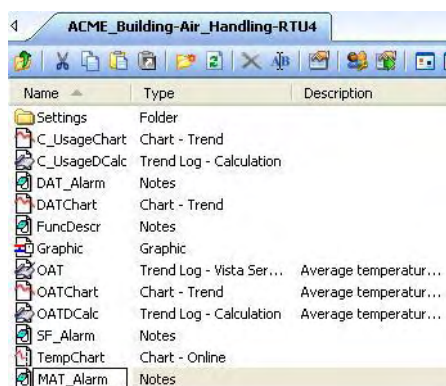 ACME_Building-Air_Handling-RTU4
Name Type Description
Settings Folder
C_UsageChart Chart - Trend
C_UsageDCalc Trend Log - Calculation
DAT_Alarm Notes
DATChart Chart - Trend
FuncDescr Notes
Graphic Graphic
OAT Trend Log - Vista Ser... Average temperatur...
OATChart Chart - Trend Average temperatur...
OATDCalc Trend Log - Calculation Average temperatur...
SF_Alarm Notes
TempChart Chart - Online
MAT_Alarm Notes